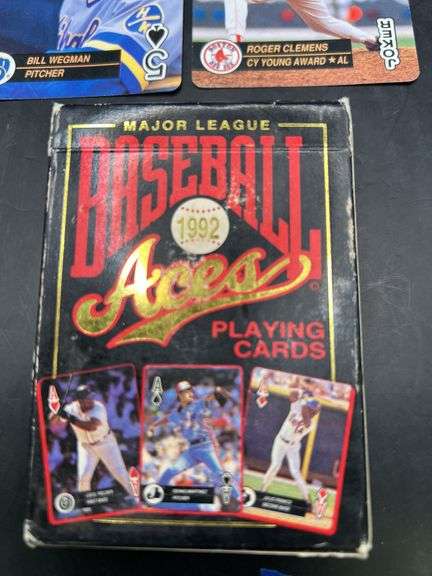 BILL WEGMAN
PITCHER
5
ROGER CLEMENS
CY YOUNG AWARD ★ AL
JOKER
MAJOR LEAGUE
BASEBALL
1992
Aces
©
PLAYING
CARDS
A
A
A